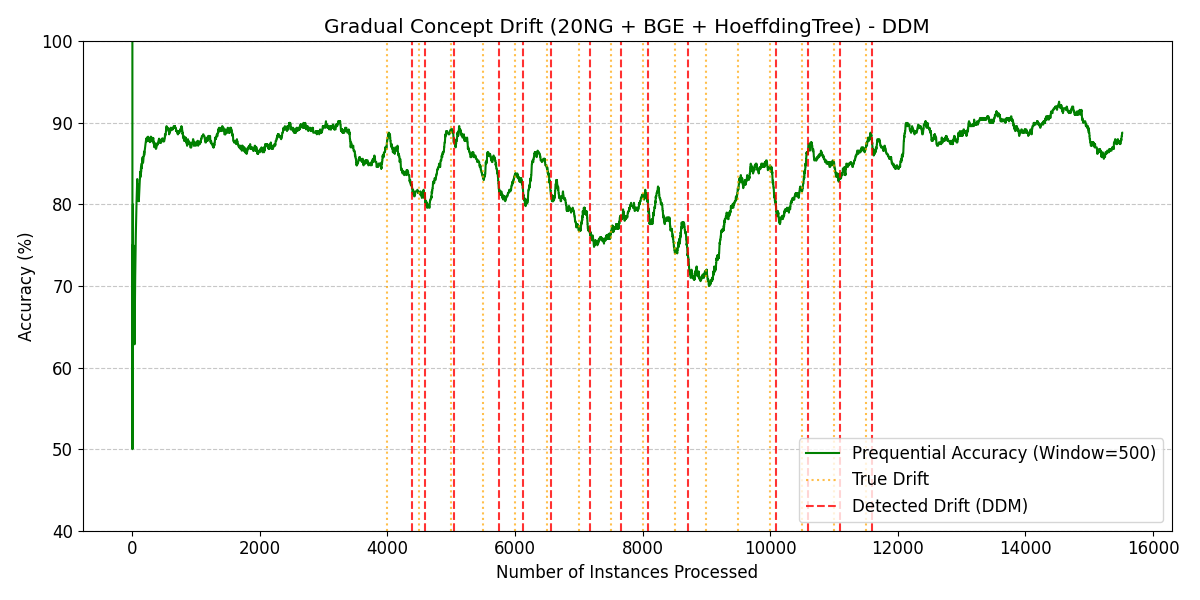 Gradual Concept Drift (20NG + BGE + HoeffdingTree) - DDM
100
90
80
70
60
50
40
Accuracy (%)
0 2000 4000 6000 8000 10000 12000 14000 16000
Number of Instances Processed
Prequential Accuracy (Window=500)
True Drift
Detected Drift (DDM)